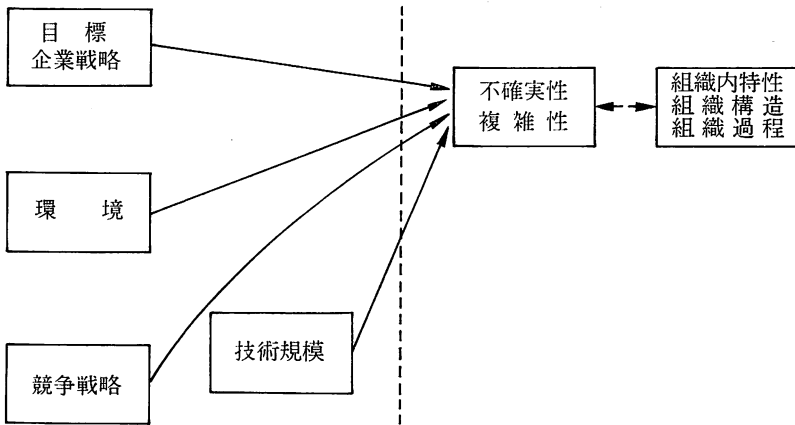 目標
企業戦略
不確実性
複雑性
組織内特性
組織構造
組織過程
環境
技術規模
競争戦略